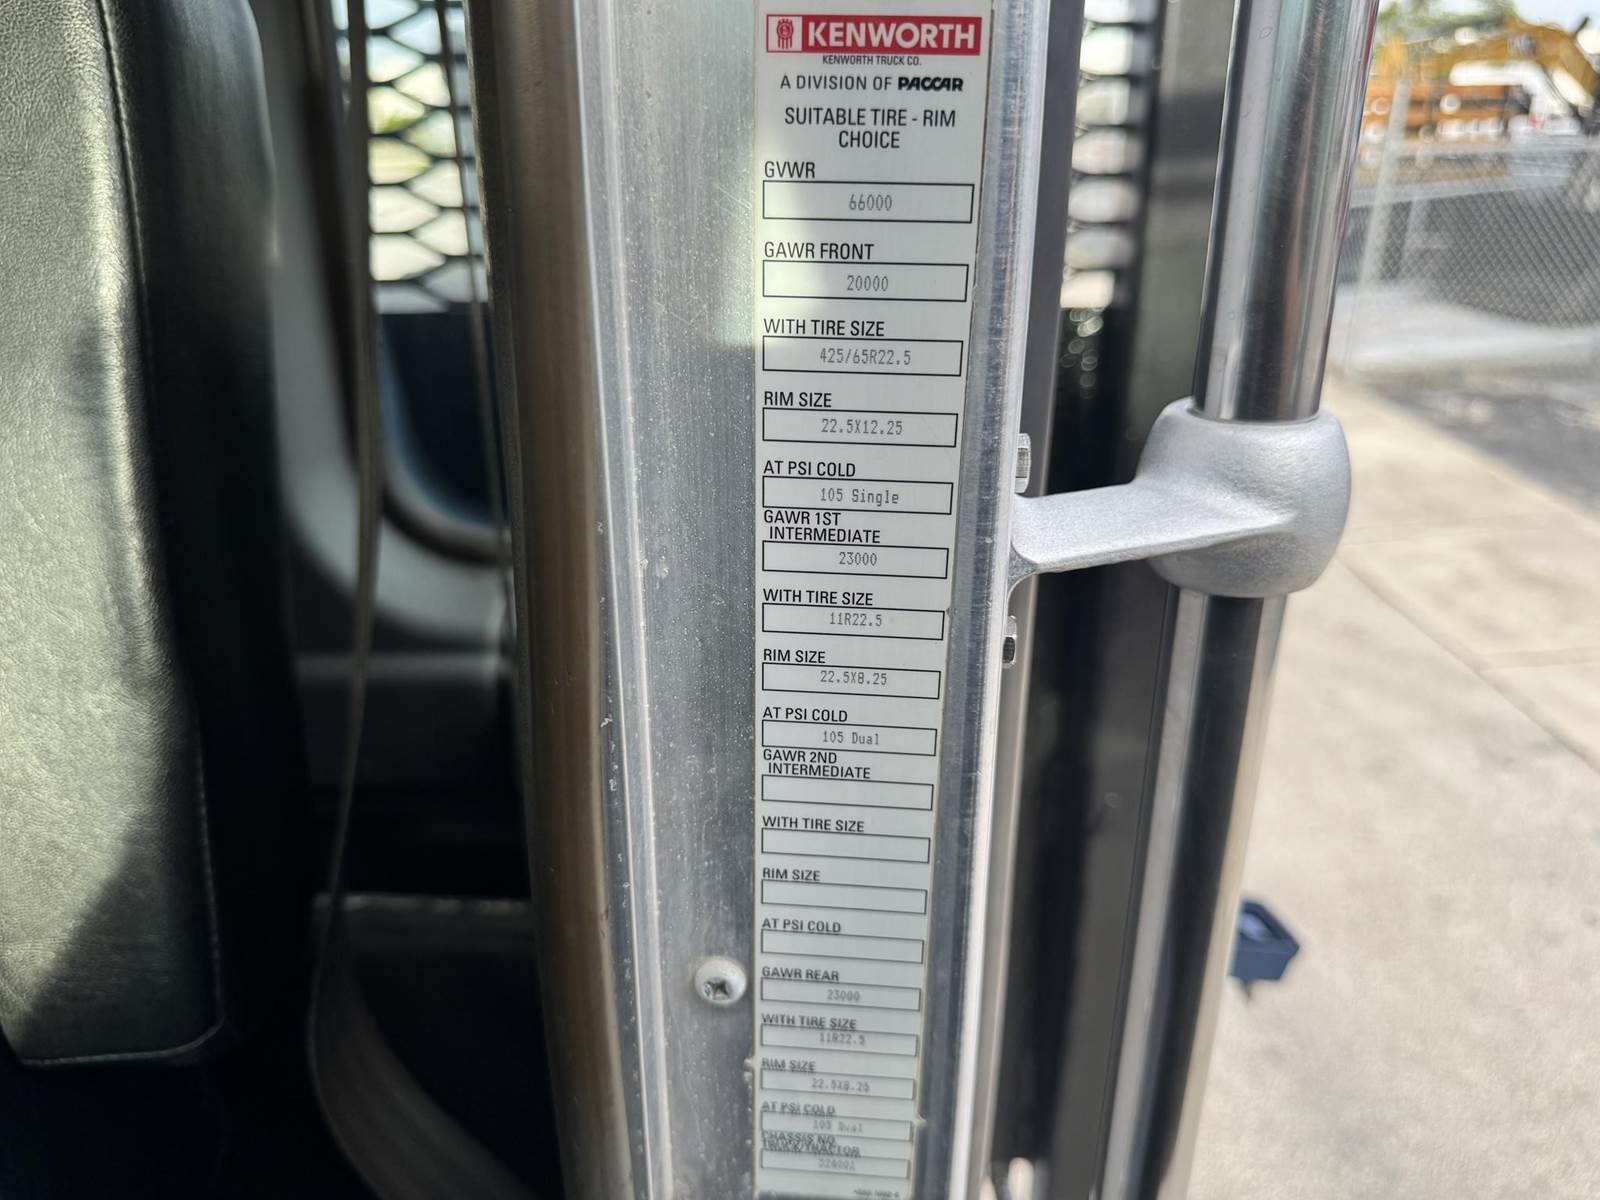 KENWORTH
KENWORTH TRUCK CO.
A DIVISION OF PACCAR
SUITABLE TIRE - RIM
CHOICE
GVWR
66000
GAWR FRONT
20000
WITH TIRE SIZE
425/65R22.5
RIM SIZE
22.5X12.25
AT PSI COLD
105 Single
GAWR 1ST
INTERMEDIATE
23000
WITH TIRE SIZE
11R22.5
RIM SIZE
22.5X8.25
AT PSI COLD
105 Dual
GAWR 2ND
INTERMEDIATE
WITH TIRE SIZE
RIM SIZE
AT PSI COLD
GAWR REAR
23000
WITH TIRE SIZE
11R22.5
RIM SIZE
22.5X8.25
AT PSI COLD
105 Dual
CHASSIS NO.